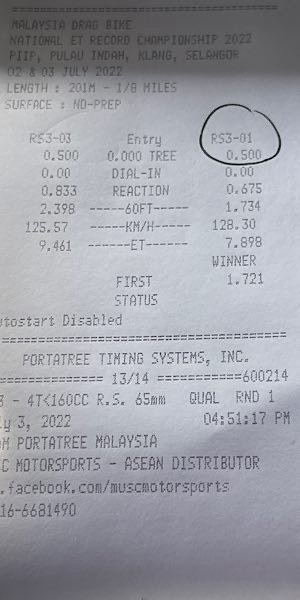 MALAYSIA DRAG BIKE
NATIONAL ET RECORD CHAMPIONSHIP 2022
PIIP, PULAU INDAH, KLANG, SELANGOR
02 & 03 JULY 2022
LENGTH : 201M - 1/8 MILES
SURFACE : NO-PREP
RS3-03 Entry RS3-01
0.500 0.000 TREE 0.500
0.00 DIAL-IN 0.00
0.833 REACTION 0.675
2.398 -----60FT----- 1.734
125.57 -----KM/H----- 128.30
9.461 -----ET----- 7.898
WINNER
FIRST 1.721
STATUS
utostart Disabled
PORTATREE TIMING SYSTEMS, INC.
============= 13/14 ===========600214
3 - 4T<160CC R.S. 65mm QUAL RND 1
y 3, 2022 04:51:17 PM
M PORTATREE MALAYSIA
C MOTORSPORTS - ASEAN DISTRIBUTOR
.facebook.com/muscmotorsports
16-6681490